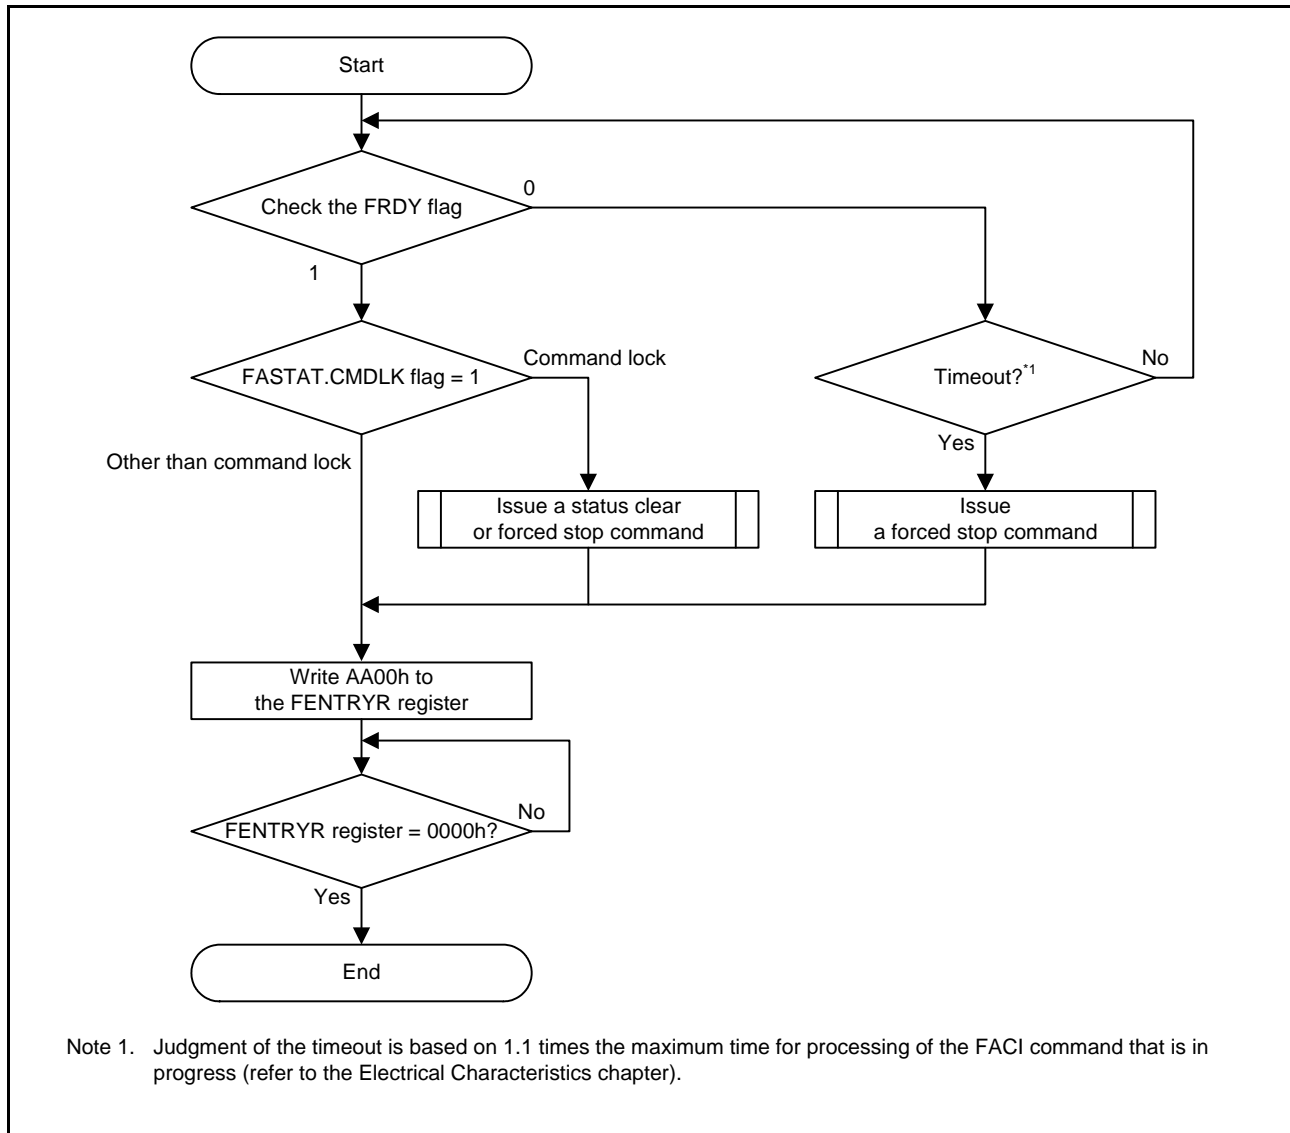 Start
Check the FRDY flag
0
1
FASTAT.CMDLK flag = 1
Command lock
Timeout?*1
No
Other than command lock
Yes
Issue a status clear
or forced stop command
Issue
a forced stop command
Write AA00h to
the FENTRYR register
FENTRYR register = 0000h?
No
Yes
End
Note 1. Judgment of the timeout is based on 1.1 times the maximum time for processing of the FACI command that is in
progress (refer to the Electrical Characteristics chapter).